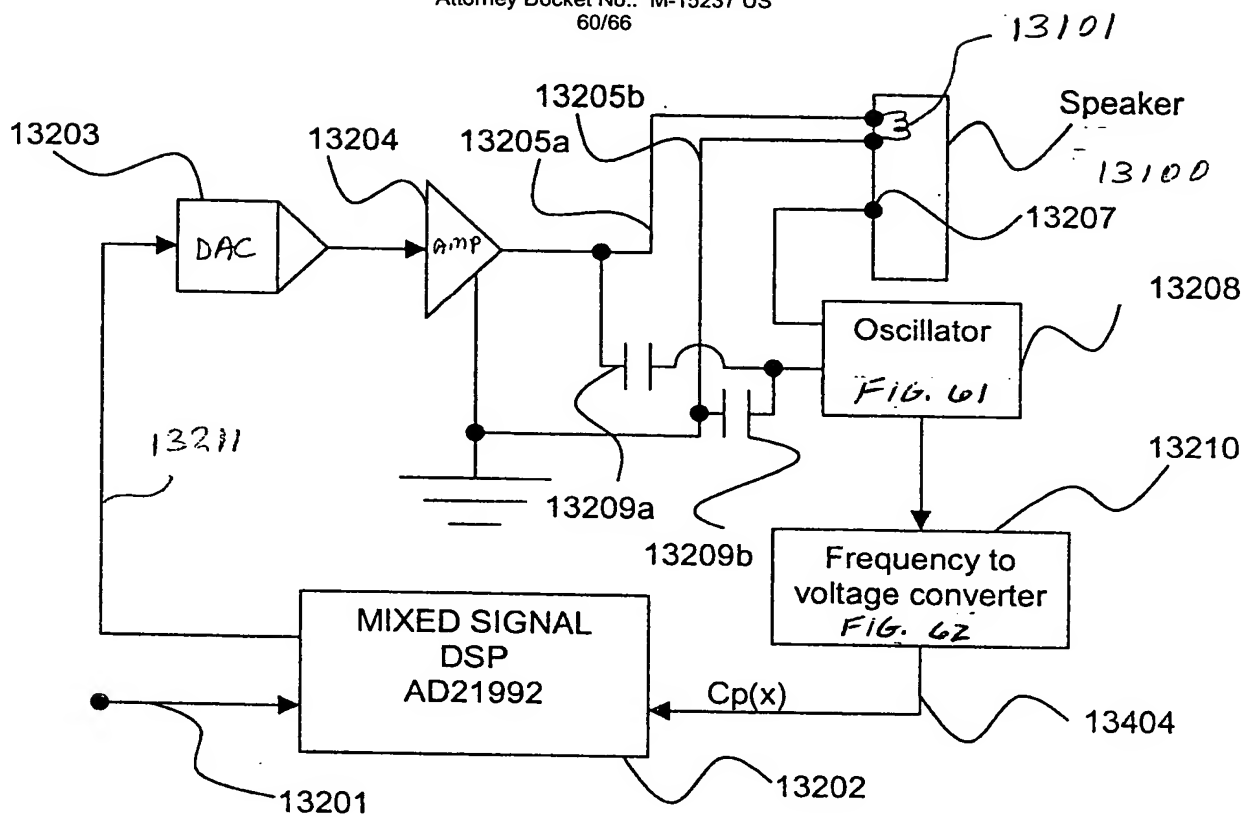 Attorney Docket No.: M-15237 US
60/66
13101
13205b
Speaker
13203
13204
13205a
13100
13207
DAC
AMP
13208
Oscillator
FIG. 61
13211
13210
13209a
13209b
Frequency to
voltage converter
FIG. 62
MIXED SIGNAL
DSP
AD21992
Cp(x)
13404
13201
13202